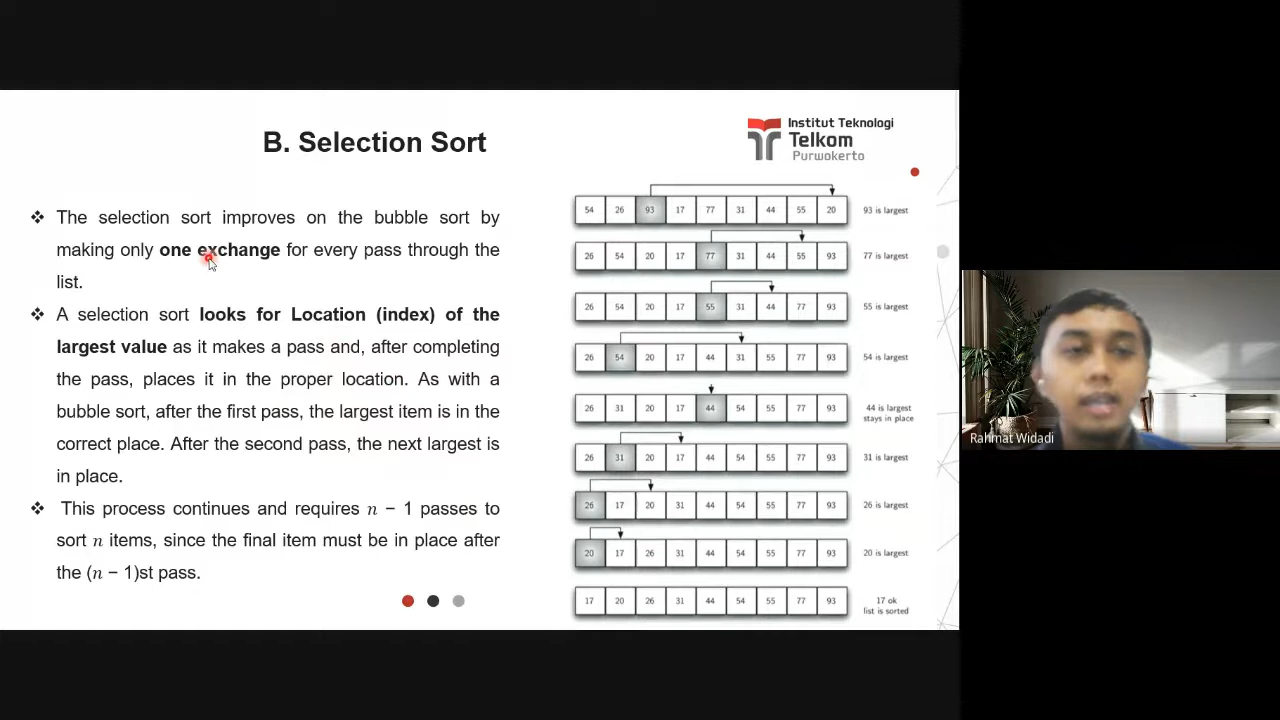 B. Selection Sort
Institut Teknologi
Telkom
Purwokerto
❖ The selection sort improves on the bubble sort by
making only one exchange for every pass through the
list.
❖ A selection sort looks for Location (index) of the
largest value as it makes a pass and, after completing
the pass, places it in the proper location. As with a
bubble sort, after the first pass, the largest item is in the
correct place. After the second pass, the next largest is
in place.
❖ This process continues and requires n − 1 passes to
sort n items, since the final item must be in place after
the (n − 1)st pass.
54 26 93 17 77 31 44 55 20 93 is largest
26 54 20 17 77 31 44 55 93 77 is largest
26 54 20 17 55 31 44 77 93 55 is largest
26 54 20 17 44 31 55 77 93 54 is largest
26 31 20 17 44 54 55 77 93 44 is largest
stays in place
26 31 20 17 44 54 55 77 93 31 is largest
26 17 20 31 44 54 55 77 93 26 is largest
20 17 26 31 44 54 55 77 93 20 is largest
17 20 26 31 44 54 55 77 93 17 ok
list is sorted
Rahmat Widadi